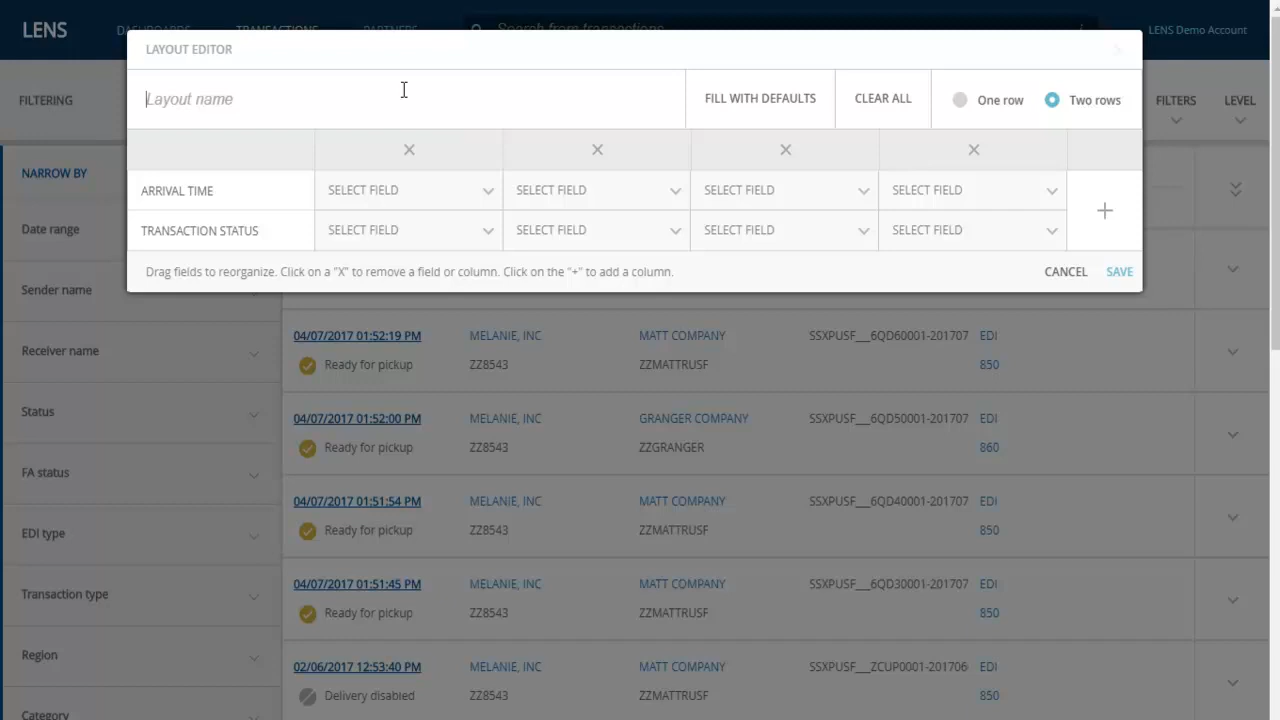 LENS
DASHBOARDS TRANSACTIONS PARTNERS Search from transactions LENS Demo Account
LAYOUT EDITOR
Layout name FILL WITH DEFAULTS CLEAR ALL One row Two rows
FILTERING FILTERS LEVEL
ARRIVAL TIME SELECT FIELD SELECT FIELD SELECT FIELD SELECT FIELD +
TRANSACTION STATUS SELECT FIELD SELECT FIELD SELECT FIELD SELECT FIELD
Drag fields to reorganize. Click on a "X" to remove a field or column. Click on the "+" to add a column. CANCEL SAVE
NARROW BY
Date range
Sender name
Receiver name
Status
FA status
EDI type
Transaction type
Region
Category
04/07/2017 01:52:19 PM MELANIE, INC MATT COMPANY SSXPUSF___6QD60001-201707 EDI
Ready for pickup ZZ8543 ZZMATTRUSF 850
04/07/2017 01:52:00 PM MELANIE, INC GRANGER COMPANY SSXPUSF___6QD50001-201707 EDI
Ready for pickup ZZ8543 ZZGRANGER 860
04/07/2017 01:51:54 PM MELANIE, INC MATT COMPANY SSXPUSF___6QD40001-201707 EDI
Ready for pickup ZZ8543 ZZMATTRUSF 850
04/07/2017 01:51:45 PM MELANIE, INC MATT COMPANY SSXPUSF___6QD30001-201707 EDI
Ready for pickup ZZ8543 ZZMATTRUSF 850
02/06/2017 12:53:40 PM MELANIE, INC MATT COMPANY SSXPUSF___ZCUP0001-201706 EDI
Delivery disabled ZZ8543 ZZMATTRUSF 850